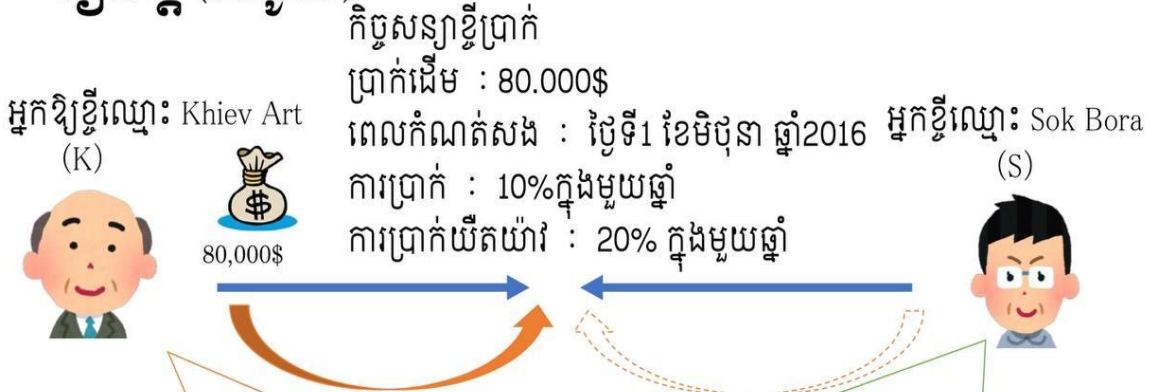 កិច្ចសន្យាខ្ចីប្រាក់
ប្រាក់ដើម : 80.000$
ពេលកំណត់សង : ថ្ងៃទី1 ខែមិថុនា ឆ្នាំ2016
ការប្រាក់ : 10%ក្នុងមួយឆ្នាំ
ការប្រាក់យឺតយ៉ាវ : 20% ក្នុងមួយឆ្នាំ
អ្នកឱ្យខ្ចីឈ្មោះ Khiev Art
(K)
80,000$
អ្នកខ្ចីឈ្មោះ Sok Bora
(S)